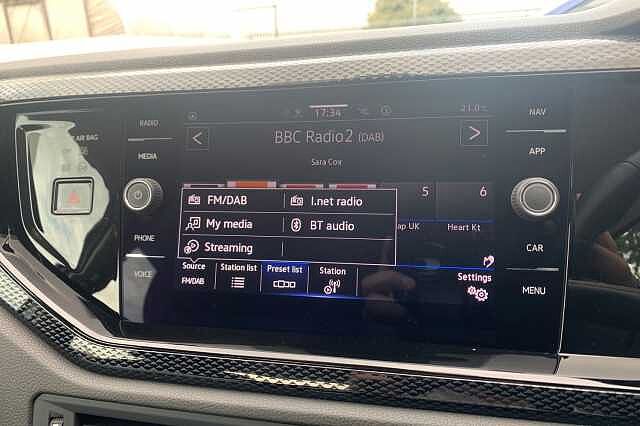 AIR BAG
RADIO
MEDIA
PHONE
VOICE
17:34
21.0°C
BBC Radio2 (DAB)
Sara Cox
5
6
ap UK
Heart Kt
FM/DAB
I.net radio
My media
BT audio
Streaming
Source
FM/DAB
Station list
Preset list
Station
Settings
NAV
APP
CAR
MENU